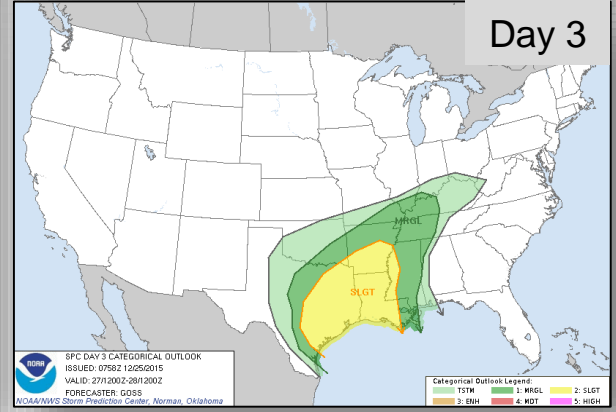 Day 3
MRGL
SLGT
NOAA
SPC DAY 3 CATEGORICAL OUTLOOK
ISSUED: 0758Z 12/25/2015
VALID: 27/1200Z-28/1200Z
FORECASTER: GOSS
NOAA/NWS Storm Prediction Center, Norman, Oklahoma
Categorical Outlook Legend:
TSTM 1: MRGL 2: SLGT
3: ENH 4: MDT 5: HIGH